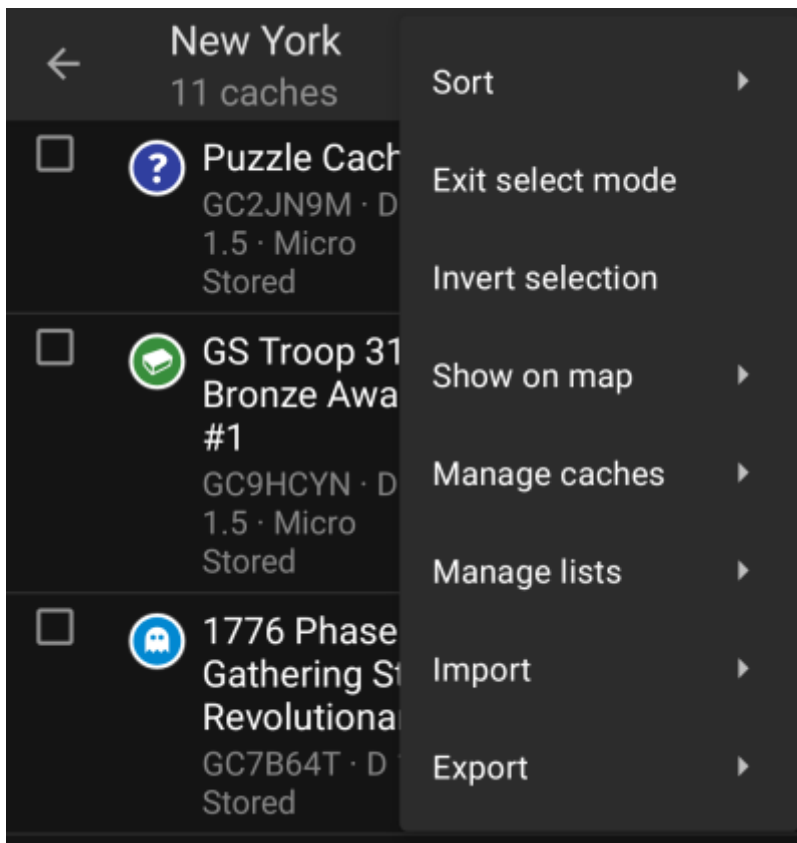 New York
11 caches
Puzzle Cach
GC2JN9M · D
1.5 · Micro
Stored
GS Troop 31
Bronze Awa
#1
GC9HCYN · D
1.5 · Micro
Stored
1776 Phase
Gathering St
Revolutiona
GC7B64T · D
Stored
Sort
Exit select mode
Invert selection
Show on map
Manage caches
Manage lists
Import
Export